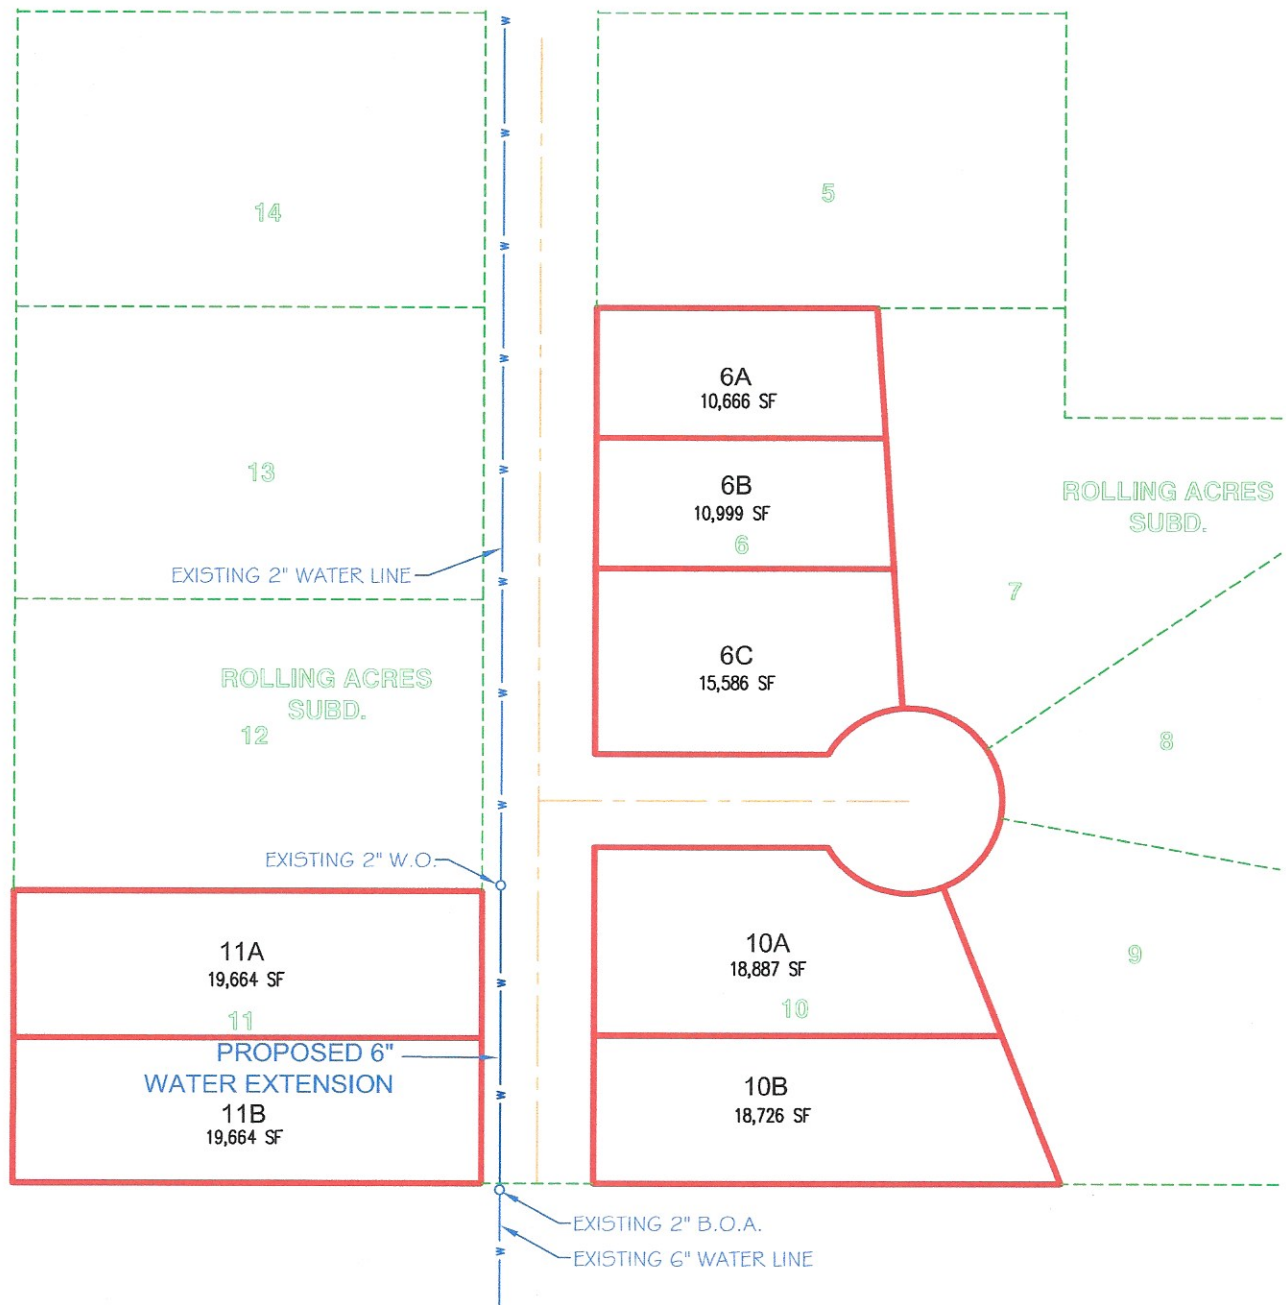 14
5
6A
10,666 SF
13
6B
10,999 SF
6
ROLLING ACRES
SUBD.
EXISTING 2" WATER LINE
7
6C
15,586 SF
ROLLING ACRES
SUBD.
12
8
EXISTING 2" W.O.
11A
19,664 SF
11
10A
18,887 SF
10
9
PROPOSED 6"
WATER EXTENSION
11B
19,664 SF
10B
18,726 SF
EXISTING 2" B.O.A.
EXISTING 6" WATER LINE
W
W
W
W
W
W
W
W
W
W
W